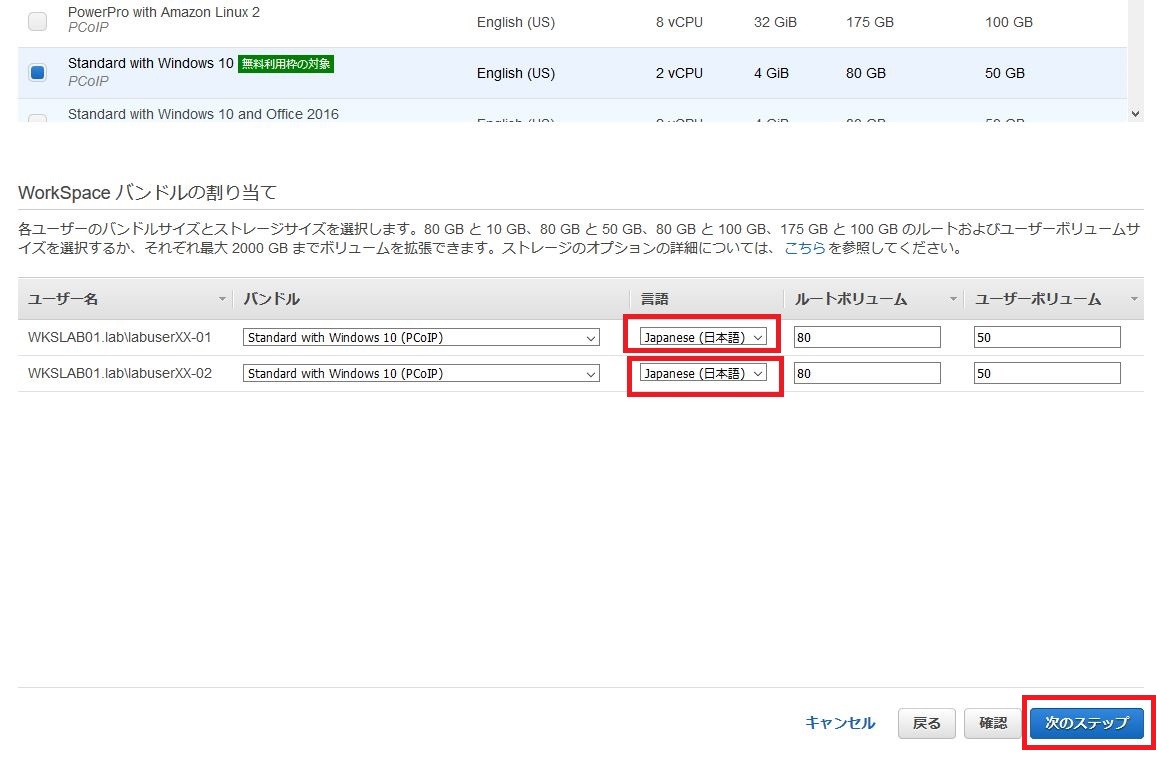 PowerPro with Amazon Linux 2
PCoIP
English (US) 8 vCPU 32 GiB 175 GB 100 GB
Standard with Windows 10 無料利用枠の対象
PCoIP
English (US) 2 vCPU 4 GiB 80 GB 50 GB
Standard with Windows 10 and Office 2016
English (US) 2 vCPU 4 GiB 80 GB 50 GB
WorkSpace バンドルの割り当て
各ユーザーのバンドルサイズとストレージサイズを選択します。80 GB と 10 GB、80 GB と 50 GB、80 GB と 100 GB、175 GB と 100 GB のルートおよびユーザーボリュームサ
イズを選択するか、それぞれ最大 2000 GB までボリュームを拡張できます。ストレージのオプションの詳細については、こちらを参照してください。
ユーザー名 バンドル 言語 ルートボリューム ユーザーボリューム
WKSLAB01.lab\labuserXX-01 Standard with Windows 10 (PCoIP) Japanese (日本語) 80 50
WKSLAB01.lab\labuserXX-02 Standard with Windows 10 (PCoIP) Japanese (日本語) 80 50
キャンセル 戻る 確認 次のステップ